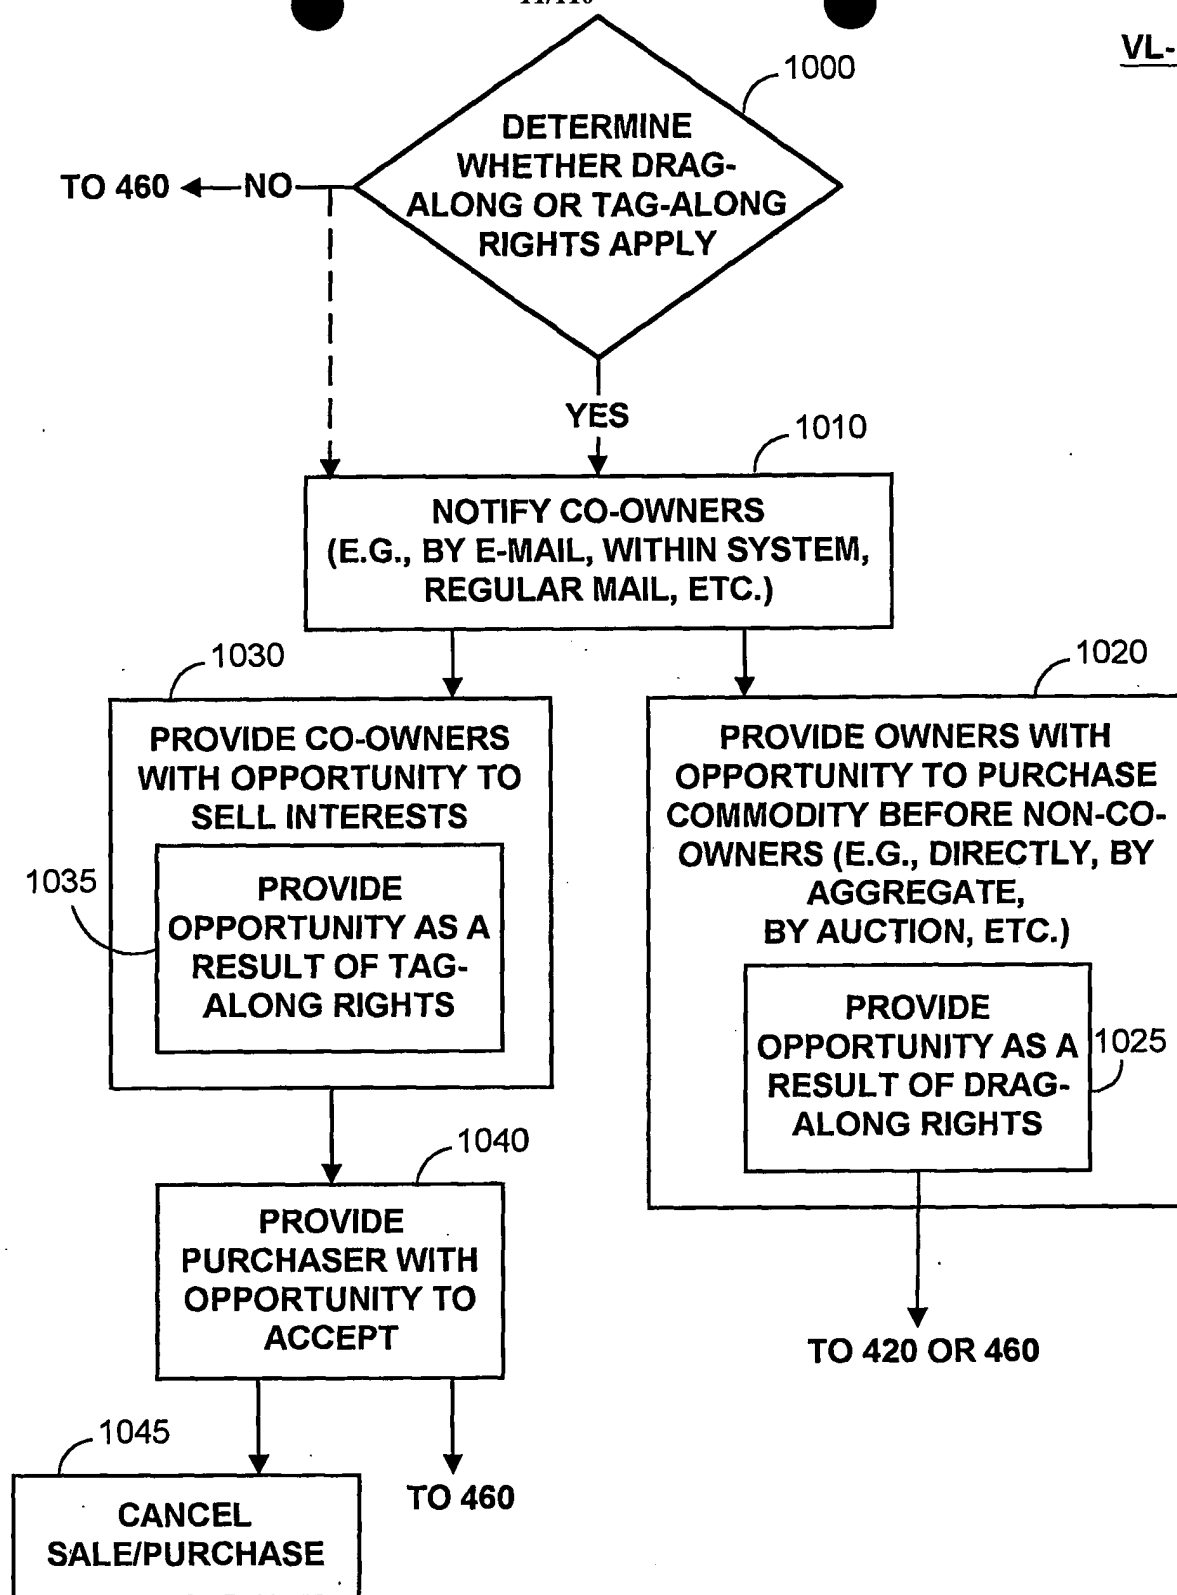 VL-
1000
DETERMINE
WHETHER DRAG-
ALONG OR TAG-ALONG
RIGHTS APPLY
TO 460
NO
YES
1010
NOTIFY CO-OWNERS
(E.G., BY E-MAIL, WITHIN SYSTEM,
REGULAR MAIL, ETC.)
1030
PROVIDE CO-OWNERS
WITH OPPORTUNITY TO
SELL INTERESTS
1035
PROVIDE
OPPORTUNITY AS A
RESULT OF TAG-
ALONG RIGHTS
1020
PROVIDE OWNERS WITH
OPPORTUNITY TO PURCHASE
COMMODITY BEFORE NON-CO-
OWNERS (E.G., DIRECTLY, BY
AGGREGATE,
BY AUCTION, ETC.)
PROVIDE
OPPORTUNITY AS A
RESULT OF DRAG-
ALONG RIGHTS
1025
1040
PROVIDE
PURCHASER WITH
OPPORTUNITY TO
ACCEPT
TO 420 OR 460
1045
TO 460
CANCEL
SALE/PURCHASE